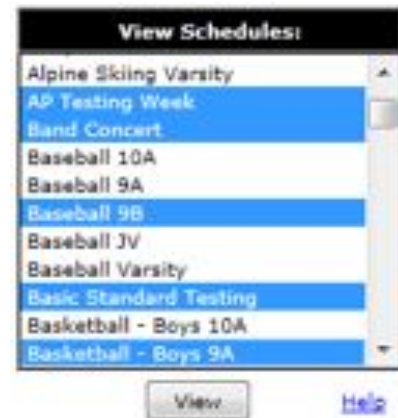 View Schedules:
Alpine Skiing Varsity
AP Testing Week
Band Concert
Baseball 10A
Baseball 9A
Baseball 9B
Baseball JV
Baseball Varsity
Basic Standard Testing
Basketball - Boys 10A
Basketball - Boys 9A
View
Help